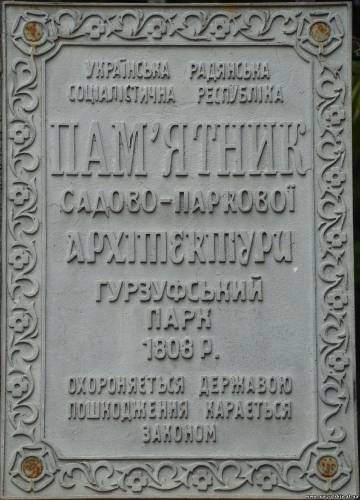 УКРАЇНСЬКА РАДЯНСЬКА
СОЦІАЛІСТИЧНА РЕСПУБЛІКА
ПАМ'ЯТНИК
САДОВО-ПАРКОВОЇ
АРХІТЕКТУРИ
ГУРЗУФСЬКИЙ
ПАРК
1808 р.
ОХОРОНЯЄТЬСЯ ДЕРЖАВОЮ
ПОШКОДЖЕННЯ КАРАЄТЬСЯ
ЗАКОНОМ